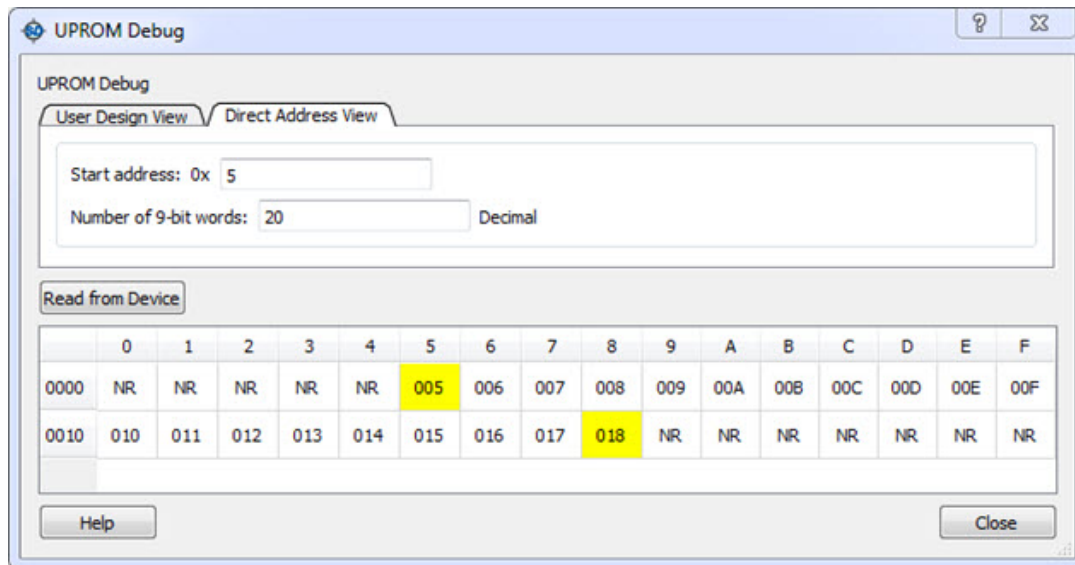 UPROM Debug
UPROM Debug
User Design View Direct Address View
Start address: 0x 5
Number of 9-bit words: 20 Decimal
Read from Device
0 1 2 3 4 5 6 7 8 9 A B C D E F
0000 NR NR NR NR NR 005 006 007 008 009 00A 00B 00C 00D 00E 00F
0010 010 011 012 013 014 015 016 017 018 NR NR NR NR NR NR NR
Help Close